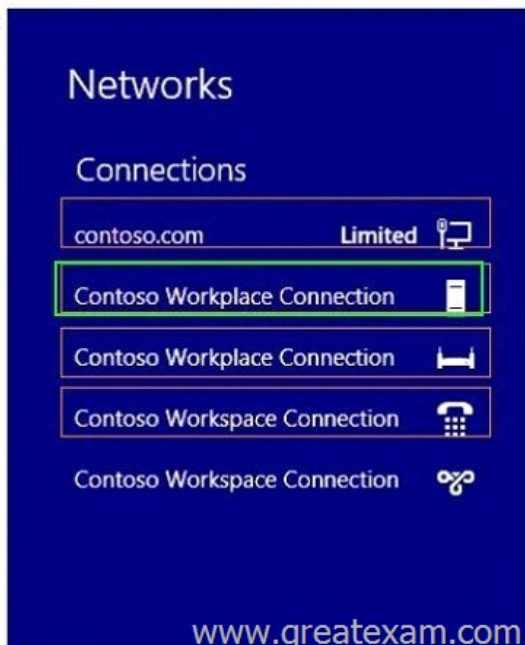 Networks
Connections
contoso.com Limited
Contoso Workplace Connection
Contoso Workplace Connection
Contoso Workspace Connection
Contoso Workspace Connection
www.greatexam.com